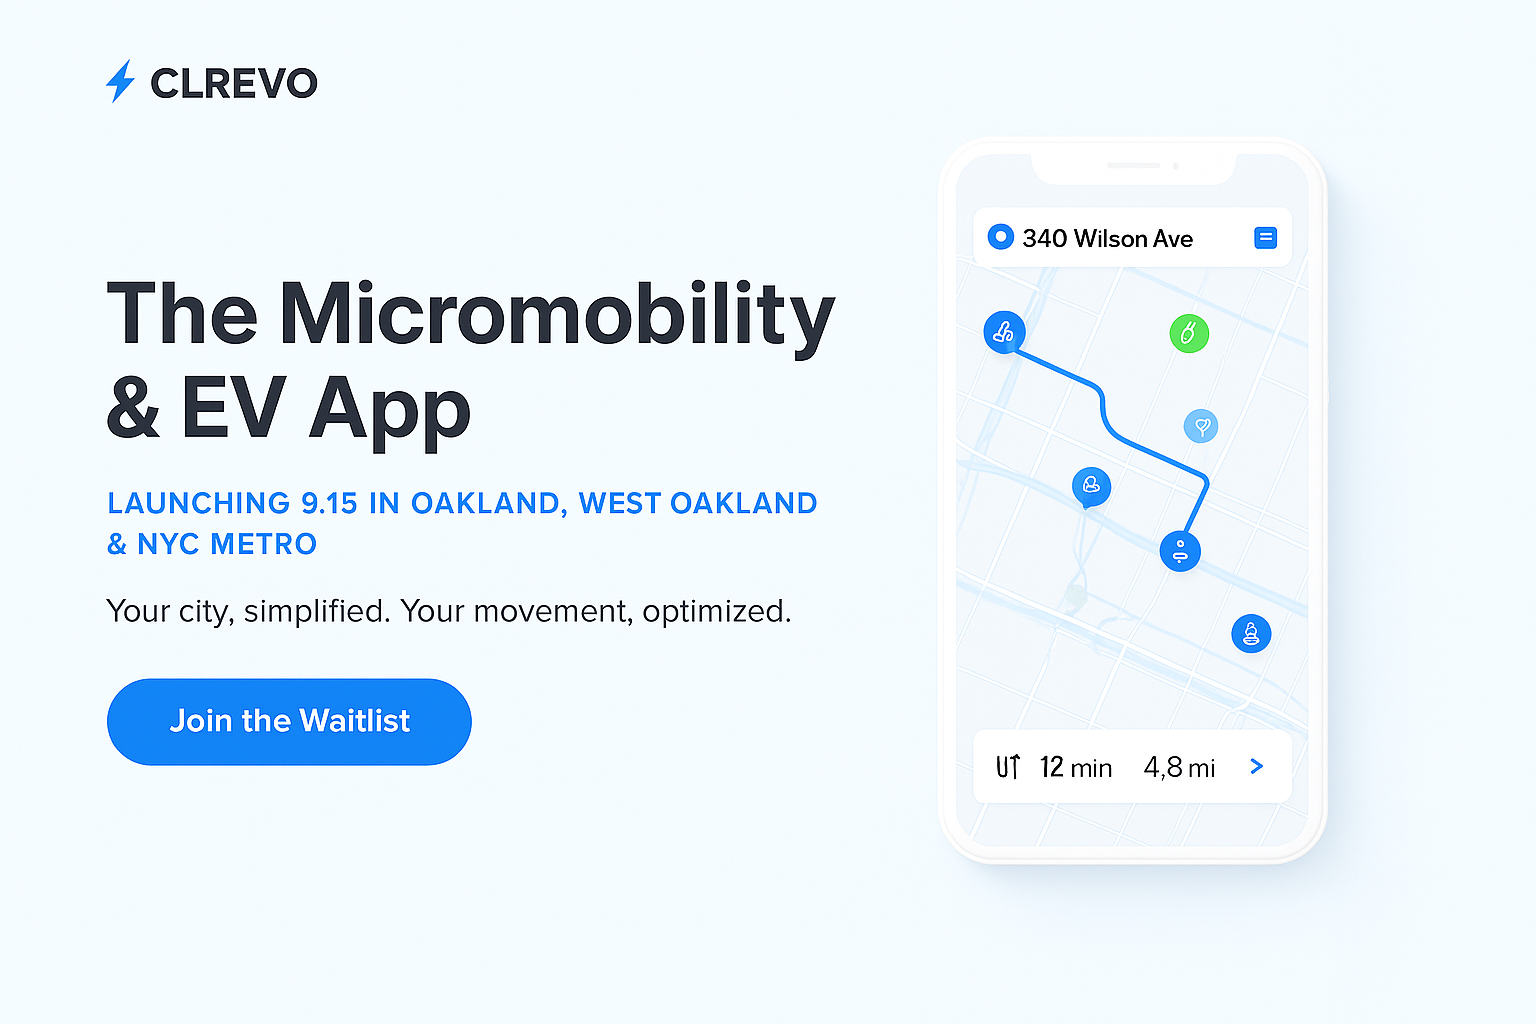 CLREVO
The Micromobility
& EV App
LAUNCHING 9.15 IN OAKLAND, WEST OAKLAND
& NYC METRO
Your city, simplified. Your movement, optimized.
Join the Waitlist
340 Wilson Ave
12 min 4,8 mi